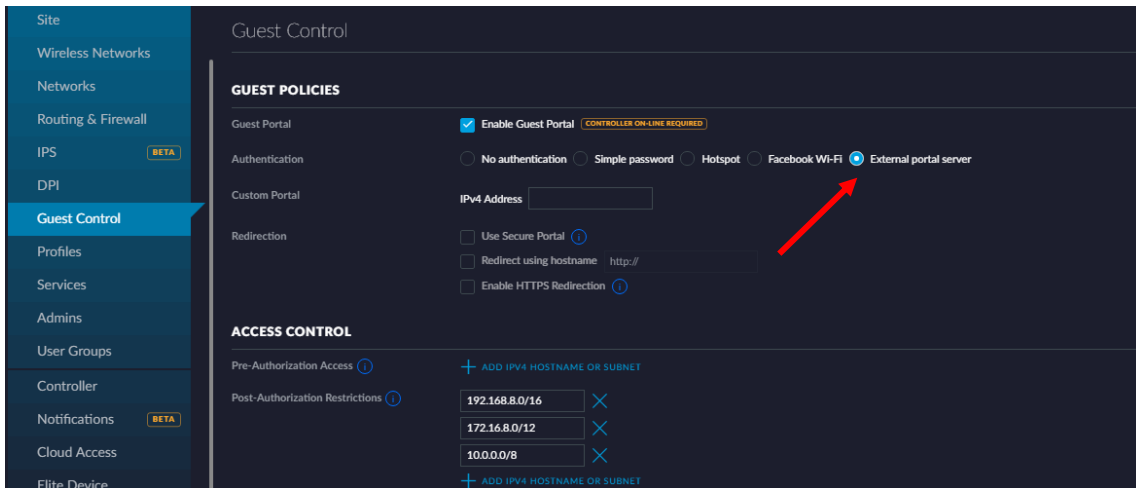 Site
Wireless Networks
Networks
Routing & Firewall
IPS BETA
DPI
Guest Control
Profiles
Services
Admins
User Groups
Controller
Notifications BETA
Cloud Access
Elite Device
Guest Control
GUEST POLICIES
Guest Portal Enable Guest Portal CONTROLLER ON-LINE REQUIRED
Authentication No authentication Simple password Hotspot Facebook Wi-Fi External portal server
Custom Portal IPv4 Address
Redirection Use Secure Portal i
Redirect using hostname http://
Enable HTTPS Redirection i
ACCESS CONTROL
Pre-Authorization Access i + ADD IPV4 HOSTNAME OR SUBNET
Post-Authorization Restrictions i 192.168.8.0/16
172.16.8.0/12
10.0.0.0/8
+ ADD IPV4 HOSTNAME OR SUBNET